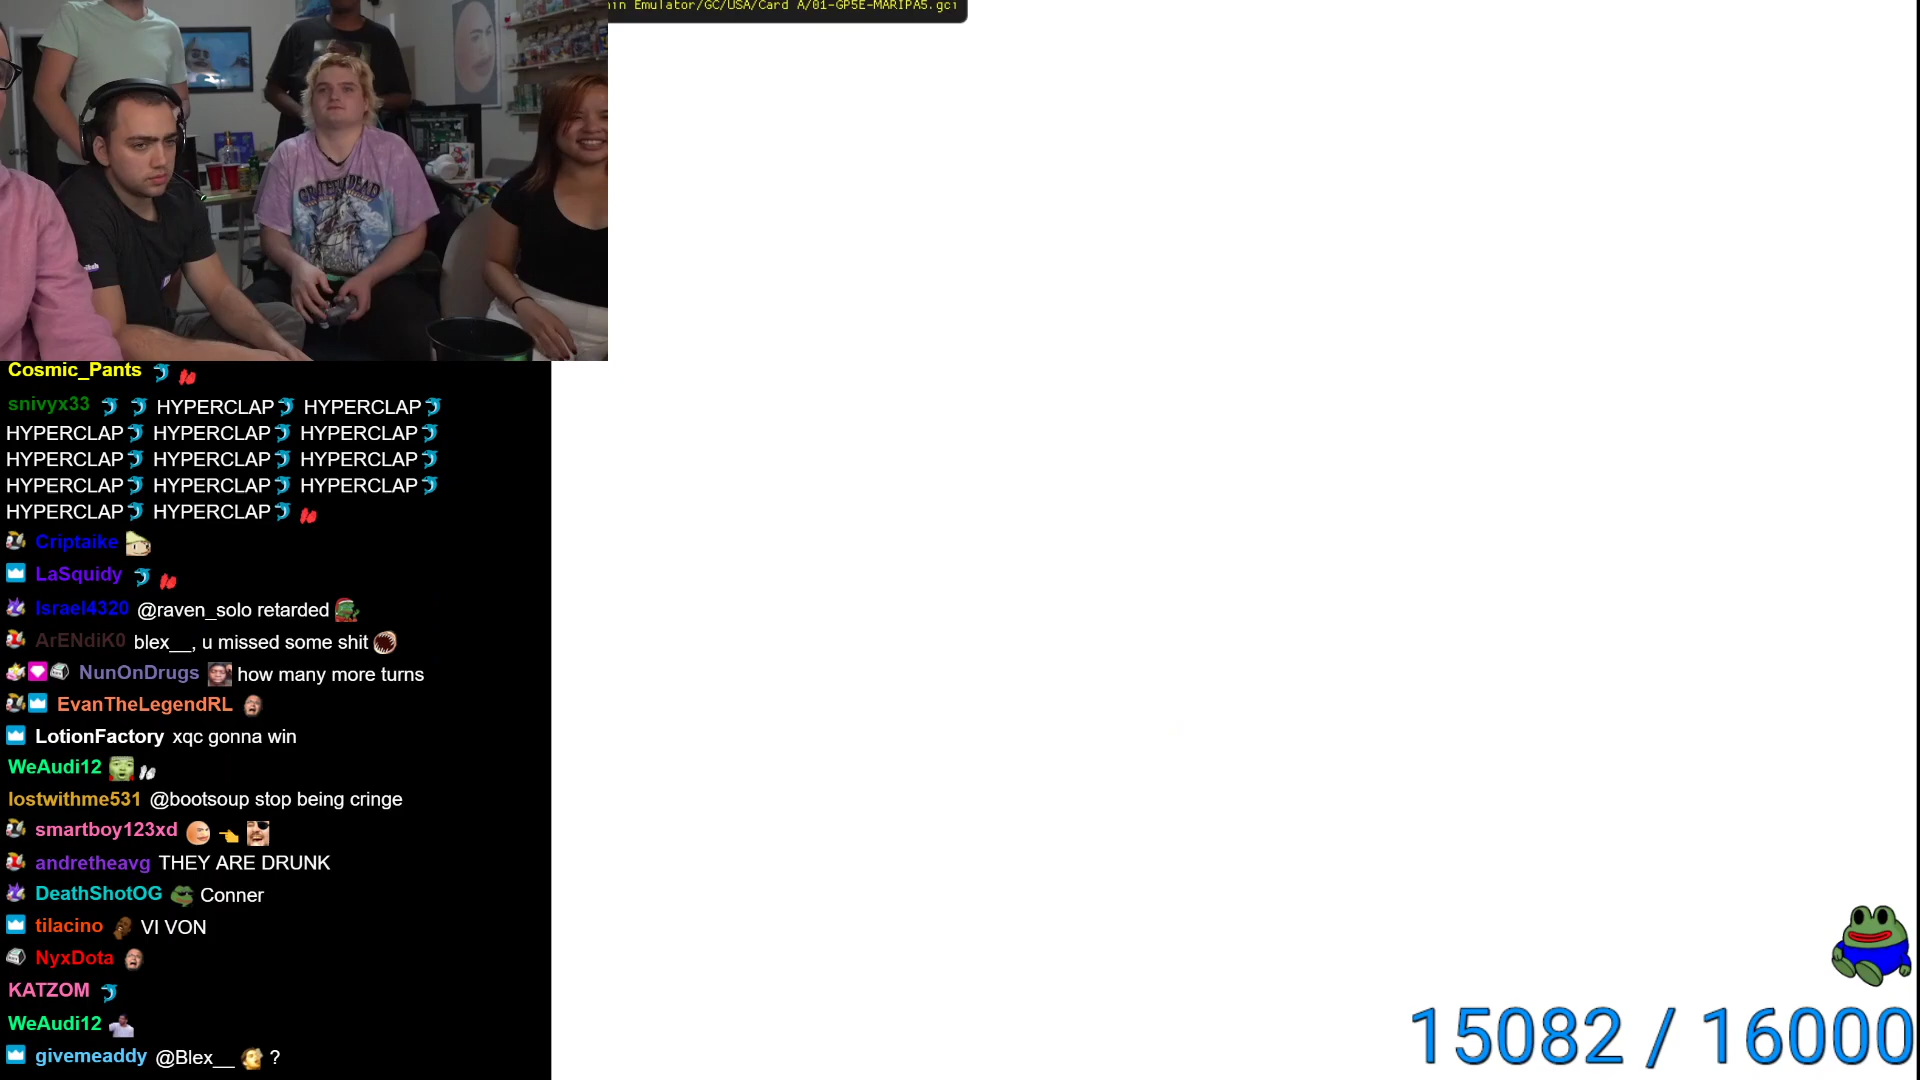 in Emulator/GC/USA/Card A/01-GP5E-MARIPA5.gci
GRATEFUL DEAD
Cosmic_Pants
snivyx33 HYPERCLAP HYPERCLAP
HYPERCLAP HYPERCLAP HYPERCLAP
HYPERCLAP HYPERCLAP HYPERCLAP
HYPERCLAP HYPERCLAP HYPERCLAP
HYPERCLAP HYPERCLAP
Criptaike
LaSquidy
Israel4320 @raven_solo retarded
ArENdiK0 blex__, u missed some shit
NunOnDrugs how many more turns
EvanTheLegendRL
LotionFactory xqc gonna win
WeAudi12
lostwithme531 @bootsoup stop being cringe
smartboy123xd
andretheavg THEY ARE DRUNK
DeathShotOG Conner
tilacino VI VON
NyxDota
KATZOM
WeAudi12
givemeaddy @Blex__ ?
15082 / 16000